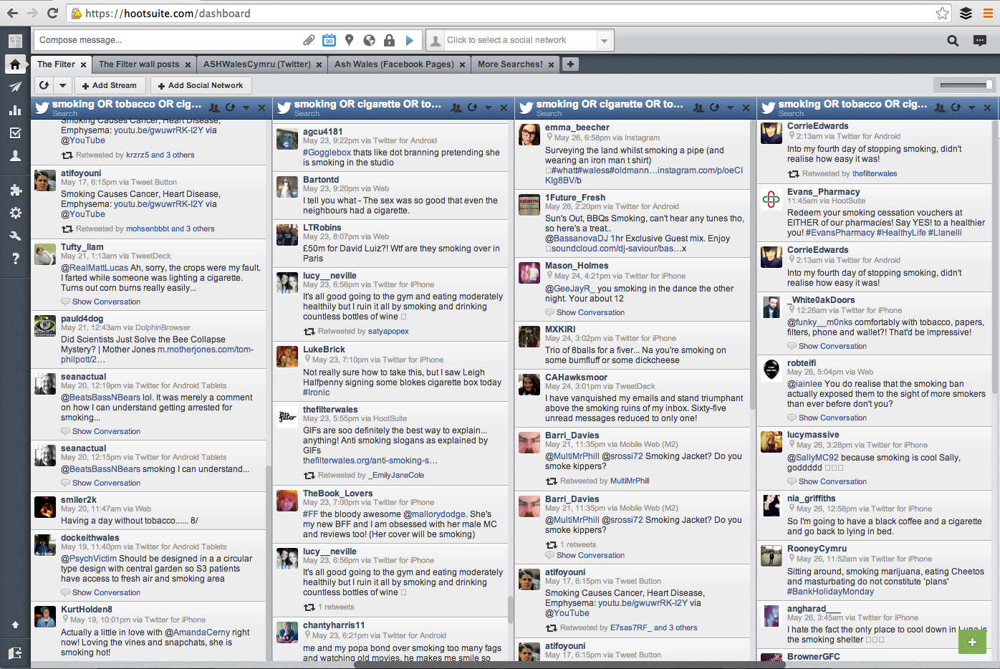 https://hootsuite.com/dashboard
Compose message...
30
Click to select a social network
The Filter
The Filter wall posts
ASHWalesCymru (Twitter)
Ash Wales (Facebook Pages)
More Searches!
Add Stream
Add Social Network
smoking OR tobacco OR cig...
Search
Smoking Causes Cancer, Heart Disease,
Emphysema: youtu.be/gwuwrRK-I2Y via
@YouTube
Retweeted by krzrz5 and 3 others
atifoyouni
May 17, 6:15pm via Tweet Button
Smoking Causes Cancer, Heart Disease,
Emphysema: youtu.be/gwuwrRK-I2Y via
@YouTube
Retweeted by mohsenbbbt and 3 others
Tufty_llam
May 21, 1:13am via TweetDeck
@RealMattLucas Ah, sorry, the crops were my fault.
I farted while someone was lighting a cigarette.
Turns out corn burns really easily...
Show Conversation
pauld4dog
May 21, 12:43am via DolphinBrowser
Did Scientists Just Solve the Bee Collapse
Mystery? | Mother Jones m.motherjones.com/tom-
philpott/2…
seanactual
May 20, 12:19pm via Twitter for Android Tablets
@BeatsBassNBears lol. It was merely a comment
on how I can understand getting arrested for
smoking...
Show Conversation
seanactual
May 20, 12:15pm via Twitter for Android Tablets
@BeatsBassNBears smoking I can understand...
Show Conversation
smiler2k
May 20, 11:47am via Web
Having a day without tobacco...... 8/
dockeithwales
May 19, 11:40pm via Twitter for Android Tablets
@PsychVictim Should be designed in a a circular
type design with central garden so S3 patients
have access to fresh air and smoking area
Show Conversation
KurtHolden8
May 19, 10:01pm via Twitter for iPhone
Actually a little in love with @AmandaCerny right
now! Loving the vines and snapchats, she is
smoking hot!
smoking OR cigarette OR to...
Search
agcu4181
May 23, 9:22pm via Twitter for Android
#Gogglebox thats like dot branning pretending she
is smoking in the studio
Bartontd
May 23, 9:20pm via Web
I tell you what - The sex was so good that even the
neighbours had a cigarette.
LTRobins
May 23, 8:07pm via Web
£50m for David Luiz?! Wtf are they smoking over in
Paris
lucy__neville
May 23, 6:56pm via Twitter for iPhone
It's all good going to the gym and eating moderately
healthily but I ruin it all by smoking and drinking
countless bottles of wine
Retweeted by satyapopex
LukeBrick
May 23, 7:10pm via Twitter for iPhone
Not really sure how to take this, but I saw Leigh
Halfpenny signing some blokes cigarette box today
#Ironic
filter
thefilterwales
May 23, 5:55pm via HootSuite
GIFs are soo definitely the best way to explain...
anything! Anti smoking slogans as explained by
GIFs
thefilterwales.org/anti-smoking-s…
Retweeted by _EmilyJaneCole
TheBook_Lovers
May 23, 7:00pm via Twitter for iPhone
#FF the bloody awesome @mallorydodge. She's
my new BFF and I am obsessed with her male MC
and reviews too! (Her cover will be smoking)
lucy__neville
May 23, 6:56pm via Twitter for iPhone
It's all good going to the gym and eating moderately
healthily but I ruin it all by smoking and drinking
countless bottles of wine
1 retweets
chantyharris11
May 23, 6:21pm via Twitter for Android
me and my popa bond over smoking too many fags
and watching old movies. he makes me smile so
smoking OR cigarette OR to...
Search
emma_beecher
May 26, 6:58pm via Instagram
Surveying the land whilst smoking a pipe (and
wearing an iron man t shirt)
#whatt#waless#oldmann…instagram.com/p/oeCI
KIg8BV/b
1Future_Fresh
May 26, 2:20pm via Twitter for Android
Sun's Out, BBQs Smoking, can't hear any tunes tho,
so here's a treat..
@BassanovaDJ 1hr Exclusive Guest mix. Enjoy
soundcloud.com/dj-saviour/bas…x
Mason_Holmes
May 24, 4:21pm via Twitter for iPhone
@GeeJayR_ you smoking in the dance the other
night. Your about 12
Show Conversation
MXKIRI
May 24, 3:02pm via Twitter for iPhone
Trio of 8balls for a fiver... Na you're smoking on
some bumfluff or some dickcheese
CAHawksmoor
May 24, 3:01pm via TweetDeck
I have vanquished my emails and stand triumphant
above the smoking ruins of my inbox. Sixty-five
unread messages reduced to only one!
Barri_Davies
May 21, 11:35pm via Mobile Web (M2)
@MultiMrPhill @srossi72 Smoking Jacket? Do you
smoke kippers?
Retweeted by MultiMrPhill
Barri_Davies
May 21, 11:35pm via Mobile Web (M2)
@MultiMrPhill @srossi72 Smoking Jacket? Do you
smoke kippers?
1 retweets
Show Conversation
atifoyouni
May 17, 6:15pm via Tweet Button
Smoking Causes Cancer, Heart Disease,
Emphysema: youtu.be/gwuwrRK-I2Y via
@YouTube
Retweeted by E7sas7RF_ and 3 others
atifoyouni
May 17, 6:15pm via Tweet Button
smoking OR tobacco OR cig...
Search
CorrieEdwards
2:13am via Twitter for Android
Into my fourth day of stopping smoking, didn't
realise how easy it was!
Retweeted by thefilterwales
Evans_Pharmacy
11:45am via HootSuite
Redeem your smoking cessation vouchers at
EITHER of our pharmacies! Say YES! to a healthier
you! #EvansPharmacy #HealthyLife #Llanelli
CorrieEdwards
2:13am via Twitter for Android
Into my fourth day of stopping smoking, didn't
realise how easy it was!
_White0akDoors
12:26am via Twitter for iPhone
@funky__m0nks comfortably with tobacco, papers,
filters, phone and wallet?! That'd be impressive!
Show Conversation
robteifi
May 26, 5:04pm via Web
@iainlee You do realise that the smoking ban
actually exposed them to the sight of more smokers
than ever before don't you?
Show Conversation
lucymassive
May 26, 3:28pm via Twitter for iPhone
@SallyMC92 because smoking is cool Sally,
goddddd
Show Conversation
nia_griffiths
May 26, 12:58pm via Twitter for iPhone
So I'm going to have a black coffee and a cigarette
and go back to lying in bed.
RooneyCymru
May 26, 11:52am via Twitter for iPhone
Sitting around, smoking marijuana, eating Cheetos
and masturbating do not constitute 'plans'
#BankHolidayMonday
angharad___
May 26, 3:45am via Twitter for iPhone
I hate the fact the only place to cool down in Luna is
the smoking shelter
BrownerGFC